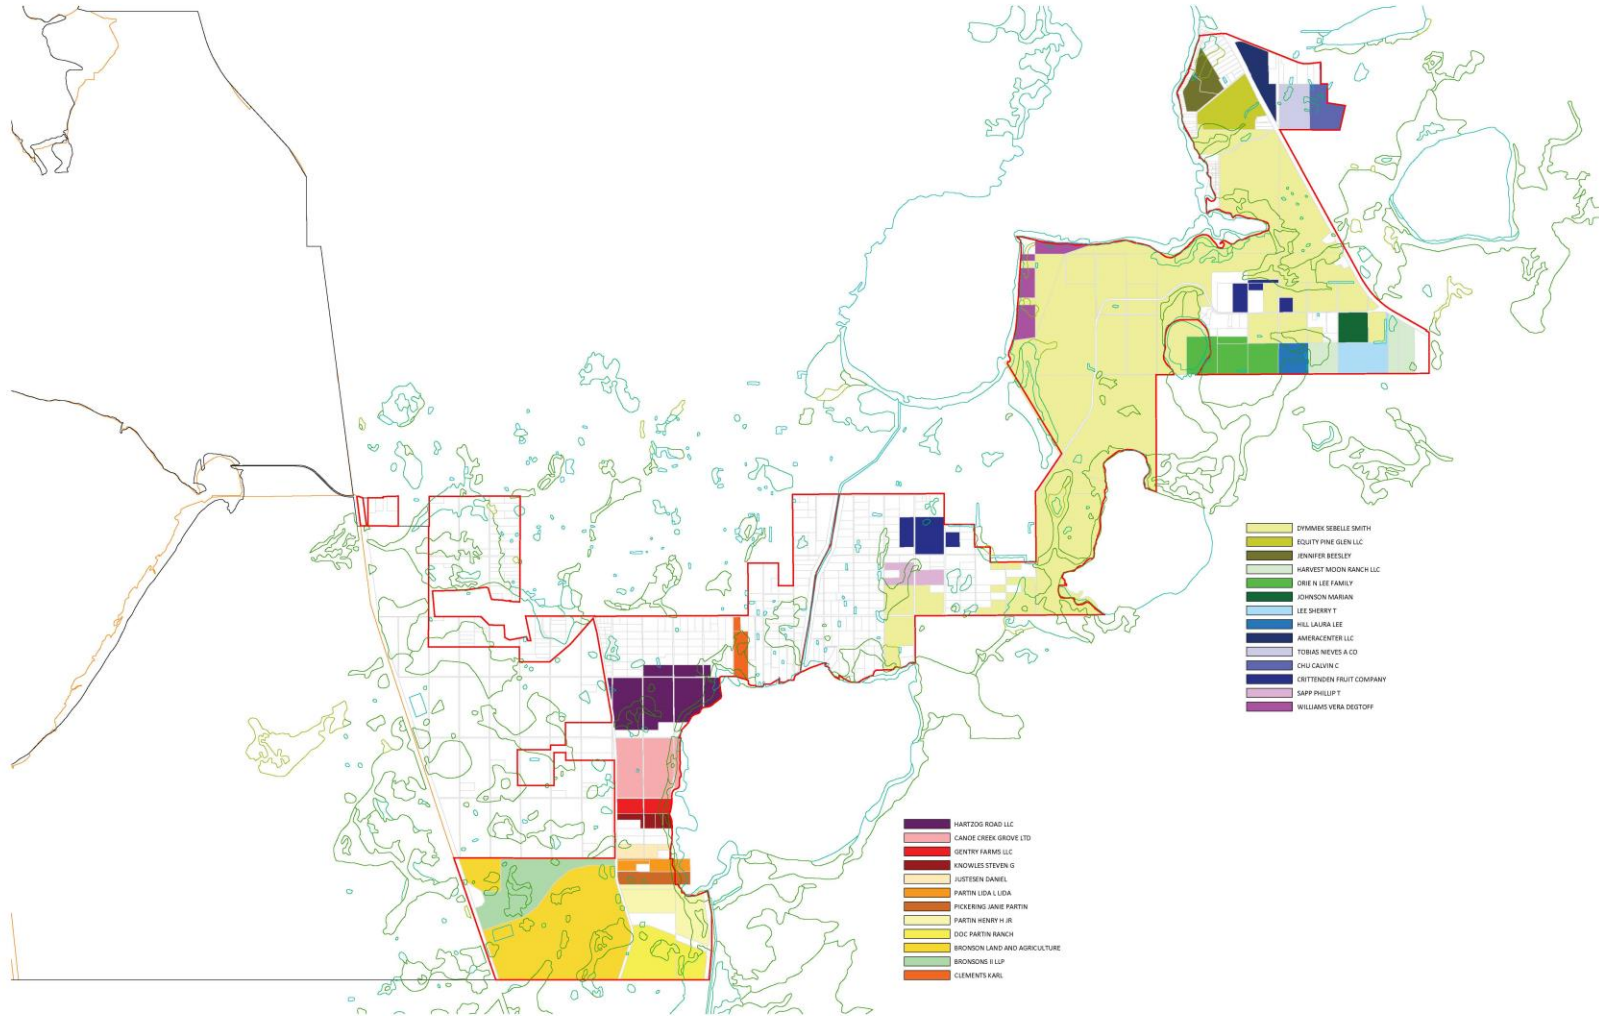 DYMMEK SEBELLE SMITH
EQUITY PINE GLEN LLC
JENNIFER BEESLEY
HARVEST MOON RANCH LLC
ORIE N LEE FAMILY
JOHNSON MARIAN
LEE SHERRY T
HILL LAURA LEE
AMERACENTER LLC
TOBIAS NIEVES A CO
CHU CALVIN C
CRITTENDEN FRUIT COMPANY
SAPP PHILLIP T
WILLIAMS VERA DEGTOFF
HARTZOG ROAD LLC
CANOE CREEK GROVE LTD
GENTRY FARMS LLC
KNOWLES STEVEN G
JUSTESEN DANIEL
PARTIN LIDA L LIDA
PICKERING JANIE PARTIN
PARTIN HENRY H JR
DOC PARTIN RANCH
BRONSON LAND AND AGRICULTURE
BRONSONS II LLP
CLEMENTS KARL